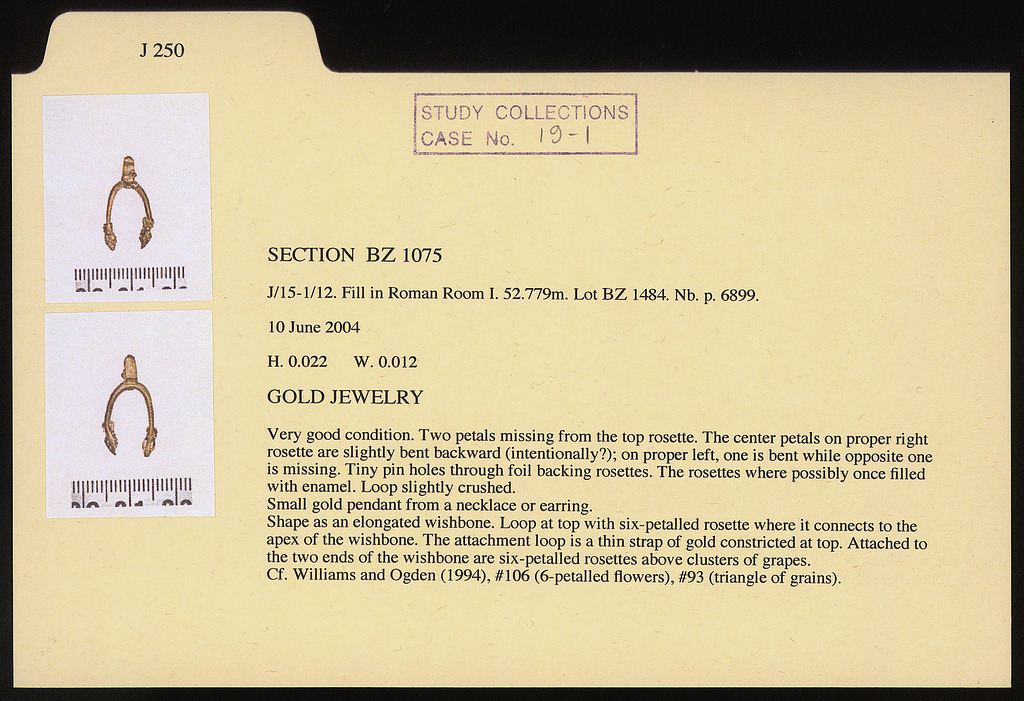 J 250
STUDY COLLECTIONS
CASE No. 19-1
SECTION BZ 1075
J/15-1/12. Fill in Roman Room I. 52.779m. Lot BZ 1484. Nb. p. 6899.
10 June 2004
H. 0.022 W. 0.012
GOLD JEWELRY
Very good condition. Two petals missing from the top rosette. The center petals on proper right
rosette are slightly bent backward (intentionally?); on proper left, one is bent while opposite one
is missing. Tiny pin holes through foil backing rosettes. The rosettes where possibly once filled
with enamel. Loop slightly crushed.
Small gold pendant from a necklace or earring.
Shape as an elongated wishbone. Loop at top with six-petalled rosette where it connects to the
apex of the wishbone. The attachment loop is a thin strap of gold constricted at top. Attached to
the two ends of the wishbone are six-petalled rosettes above clusters of grapes.
Cf. Williams and Ogden (1994), #106 (6-petalled flowers), #93 (triangle of grains).